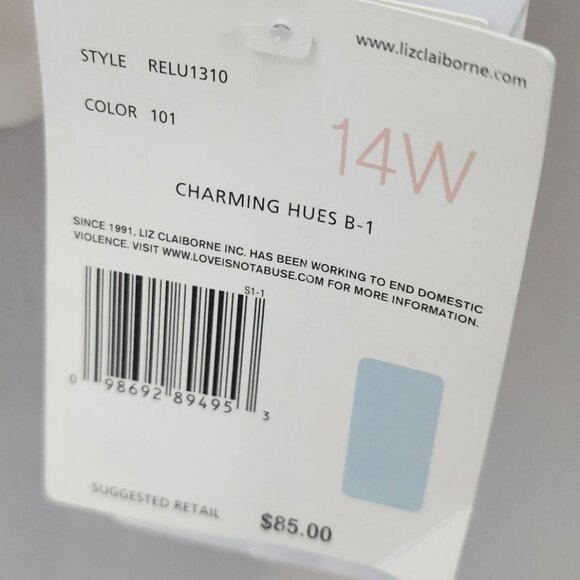 www.lizclaiborne.com
STYLE RELU1310
COLOR 101
14W
CHARMING HUES B-1
SINCE 1991, LIZ CLAIBORNE INC. HAS BEEN WORKING TO END DOMESTIC
VIOLENCE. VISIT WWW.LOVEISNOTABUSE.COM FOR MORE INFORMATION.
S1-1
0 98692 89495 3
SUGGESTED RETAIL $85.00